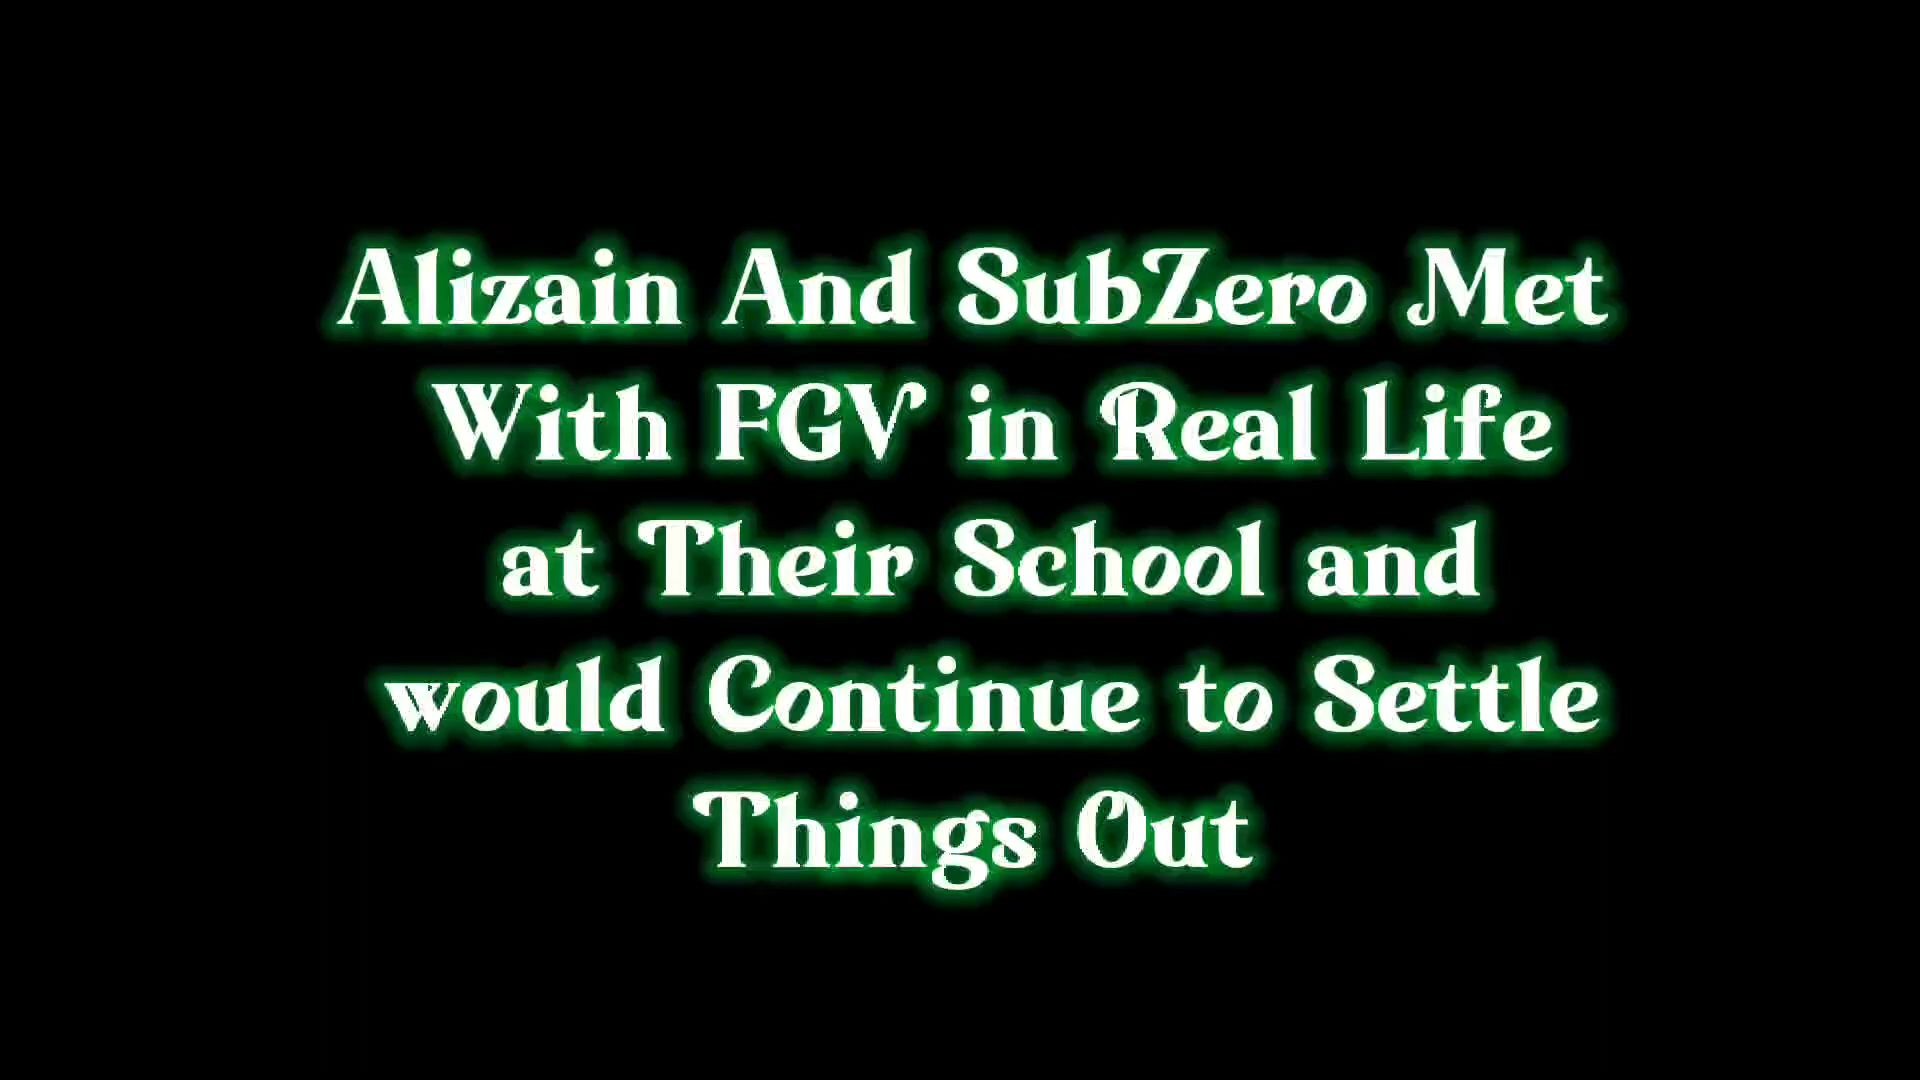 Alizain And SubZero Met
With FGV in Real Life
at Their School and
would Continue to Settle
Things Out